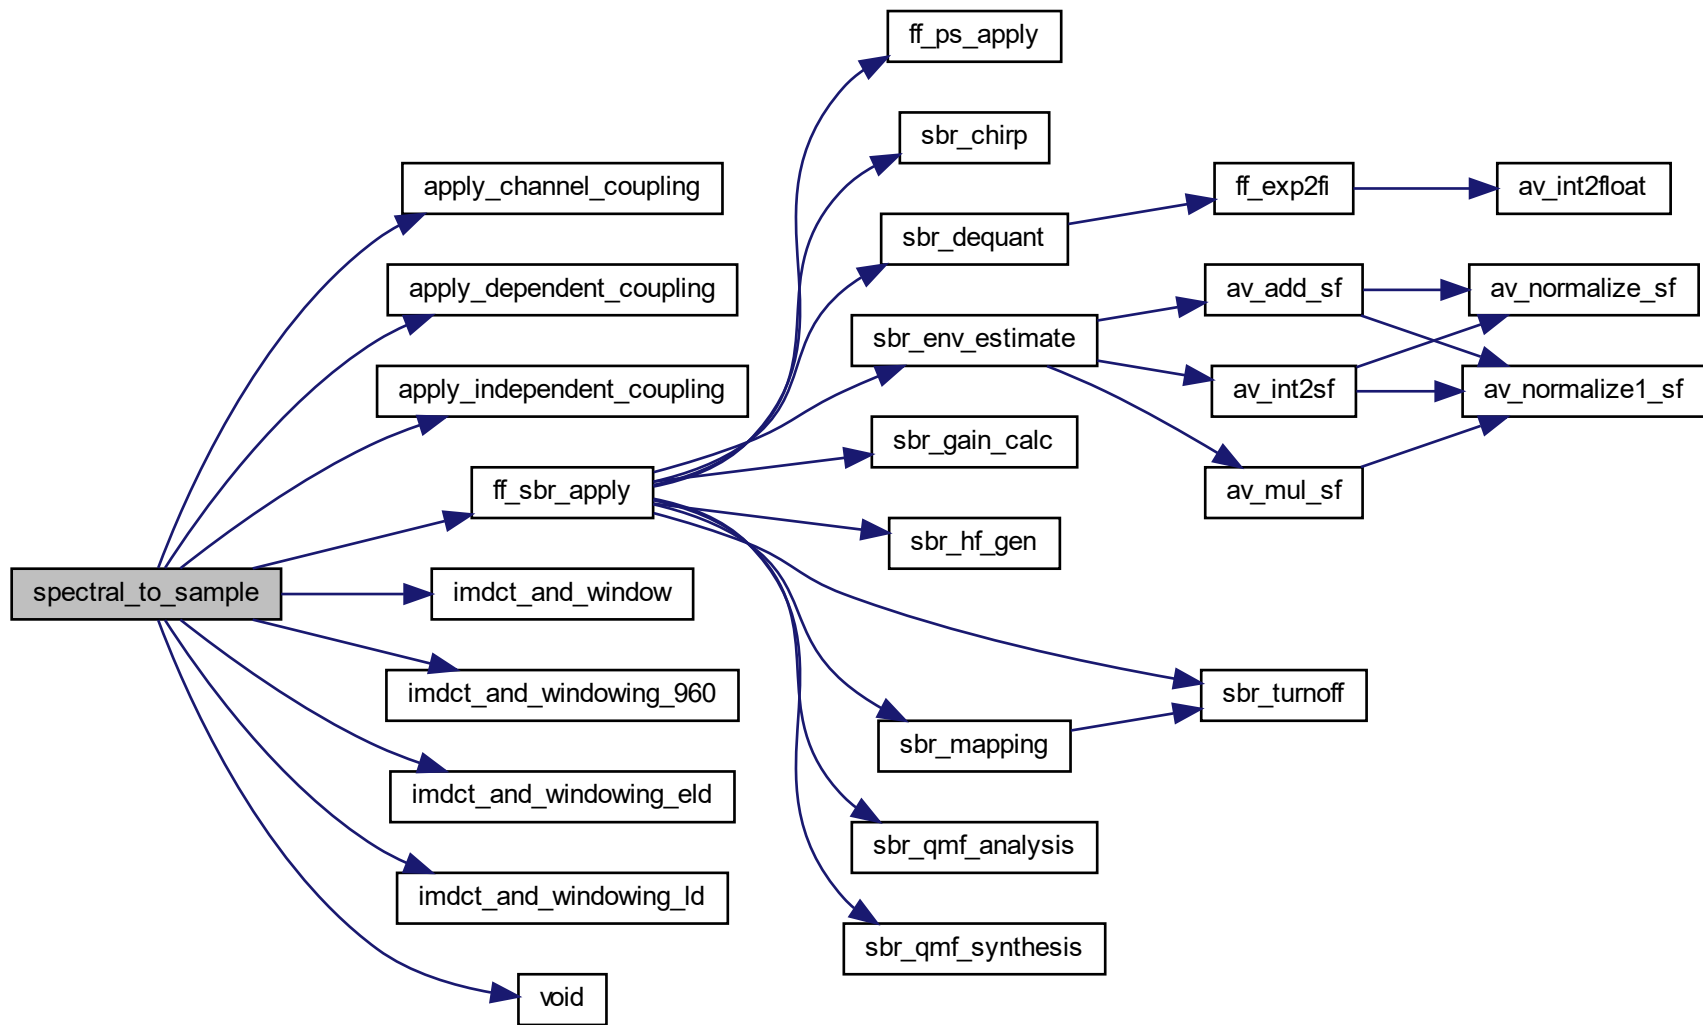 ff_ps_apply
sbr_chirp
apply_channel_coupling
ff_exp2fi
av_int2float
sbr_dequant
apply_dependent_coupling
av_add_sf
av_normalize_sf
sbr_env_estimate
apply_independent_coupling
av_int2sf
av_normalize1_sf
sbr_gain_calc
ff_sbr_apply
av_mul_sf
sbr_hf_gen
spectral_to_sample
imdct_and_window
imdct_and_windowing_960
sbr_turnoff
sbr_mapping
imdct_and_windowing_eld
sbr_qmf_analysis
imdct_and_windowing_ld
sbr_qmf_synthesis
void